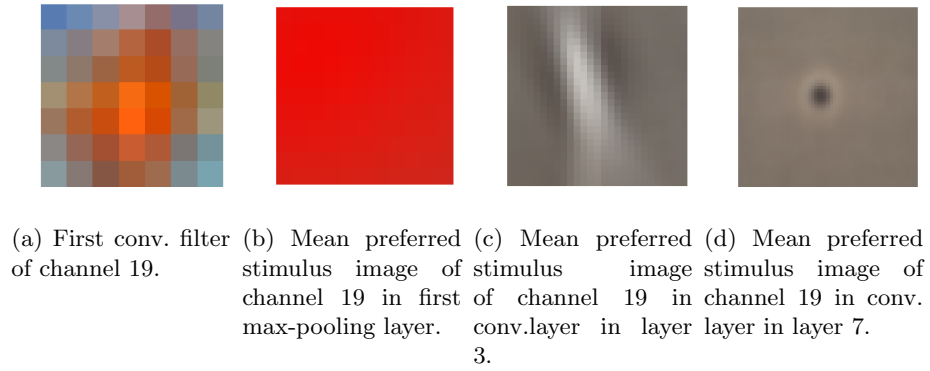 (a) First conv. filter
of channel 19.
(b) Mean preferred
stimulus image of
channel 19 in first
max-pooling layer.
(c) Mean preferred
stimulus image
of channel 19 in
conv.layer in layer
3.
(d) Mean preferred
stimulus image of
channel 19 in conv.
layer in layer 7.